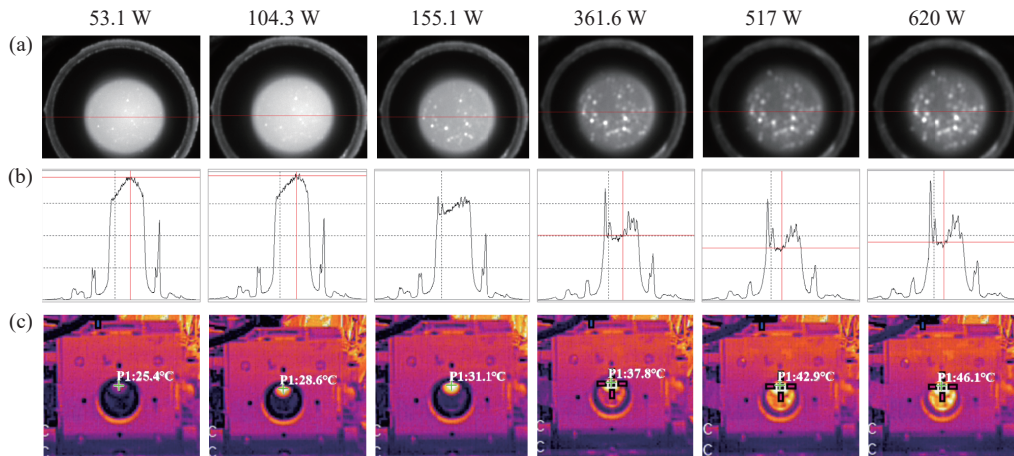 53.1 W 104.3 W 155.1 W 361.6 W 517 W 620 W
(a)
(b)
(c)
P1:25.4℃ P1:28.6℃ P1:31.1℃ P1:37.8℃ P1:42.9℃ P1:46.1℃
C C C C C C
C C C C C C